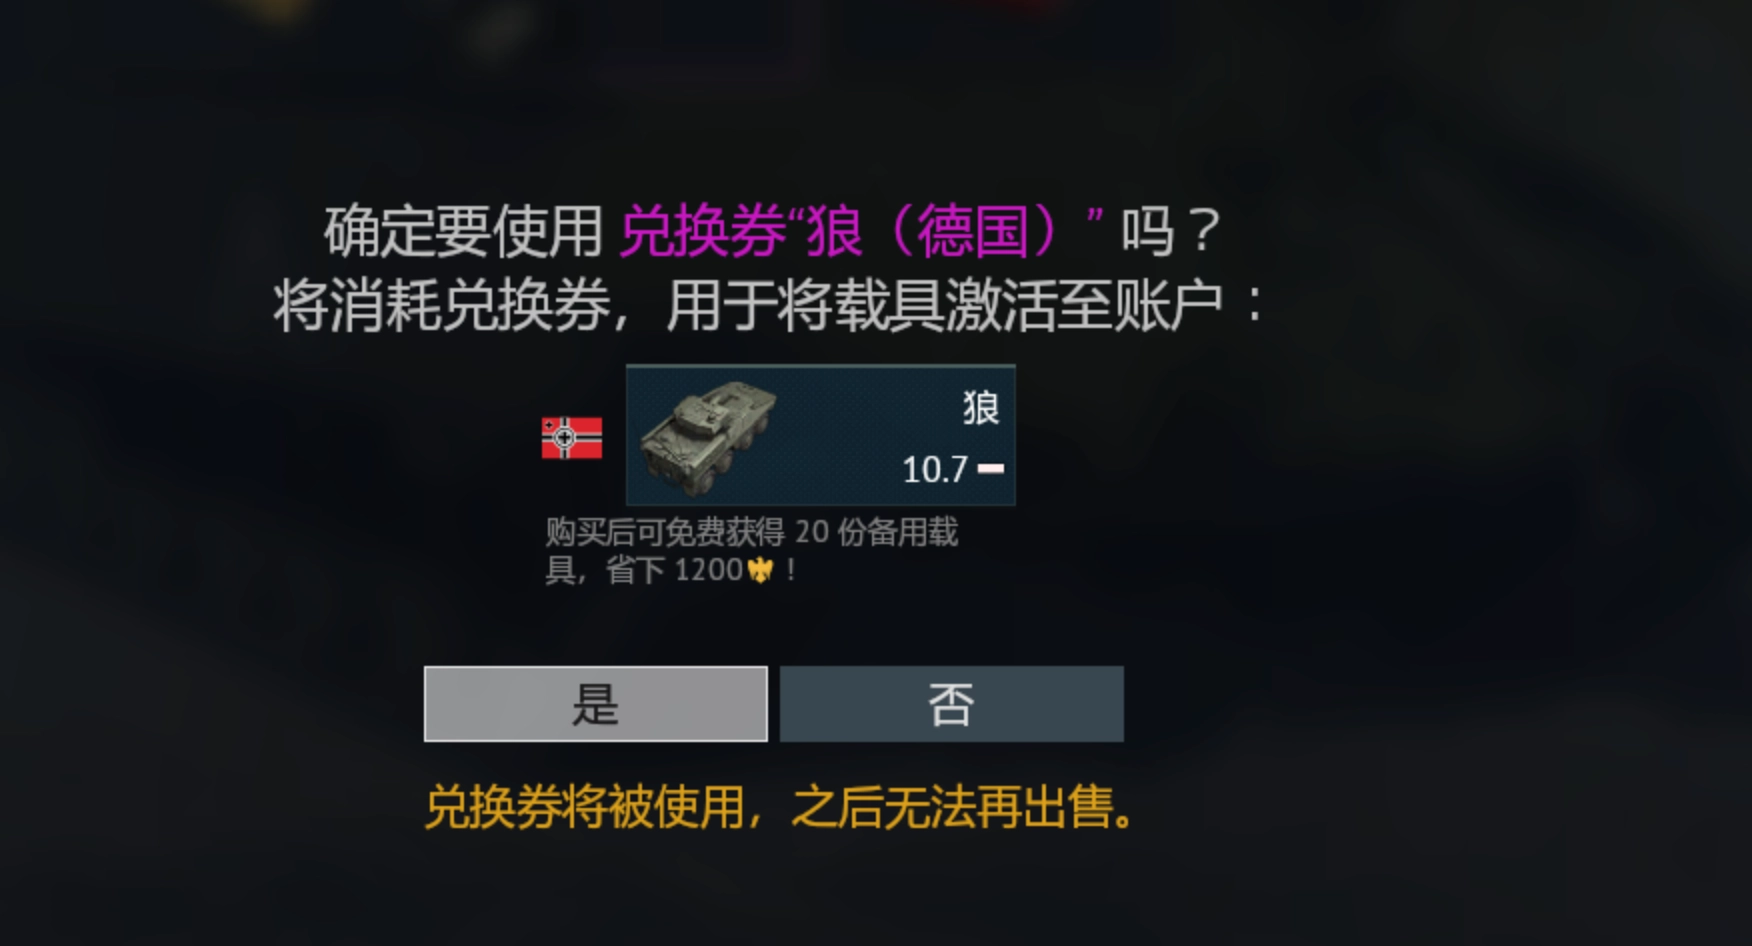 确定要使用 兑换券“狼（德国）” 吗？
将消耗兑换券，用于将载具激活至账户：
狼
10.7
购买后可免费获得 20 份备用载
具，省下 1200！
是
否
兑换券将被使用，之后无法再出售。